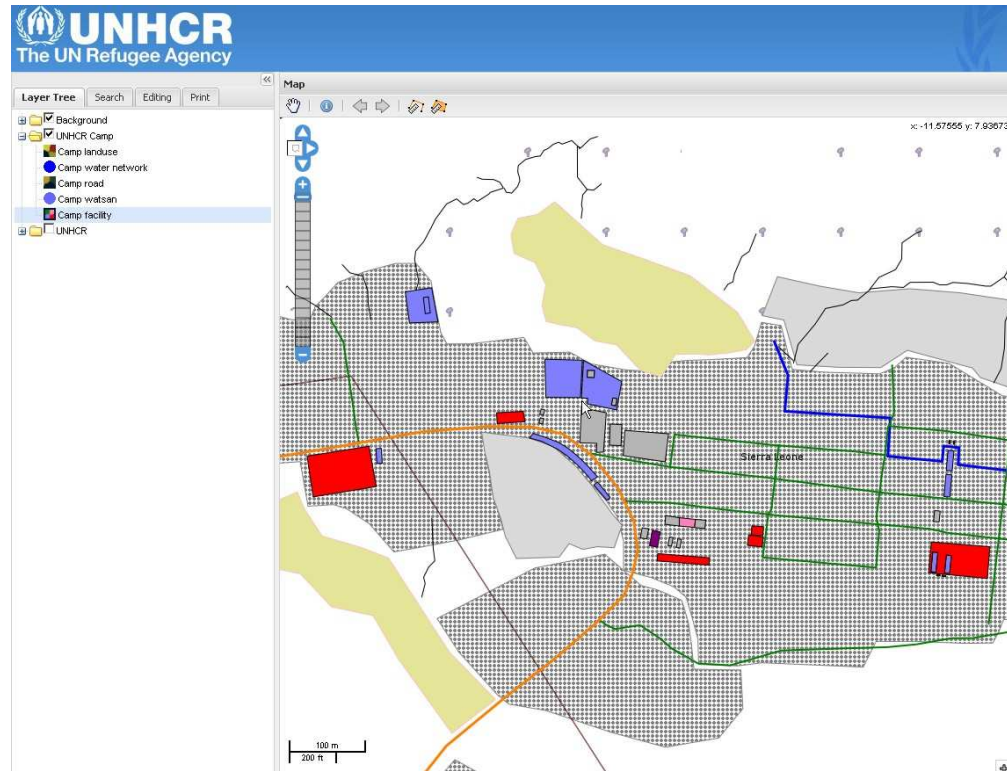 UNHCR
The UN Refugee Agency
Layer Tree Search Editing Print
Background
UNHCR Camp
Camp landuse
Camp water network
Camp road
Camp watsan
Camp facility
UNHCR
Map
x: -11.57555 y: 7.93673
Sierra Leone
100 m
200 ft